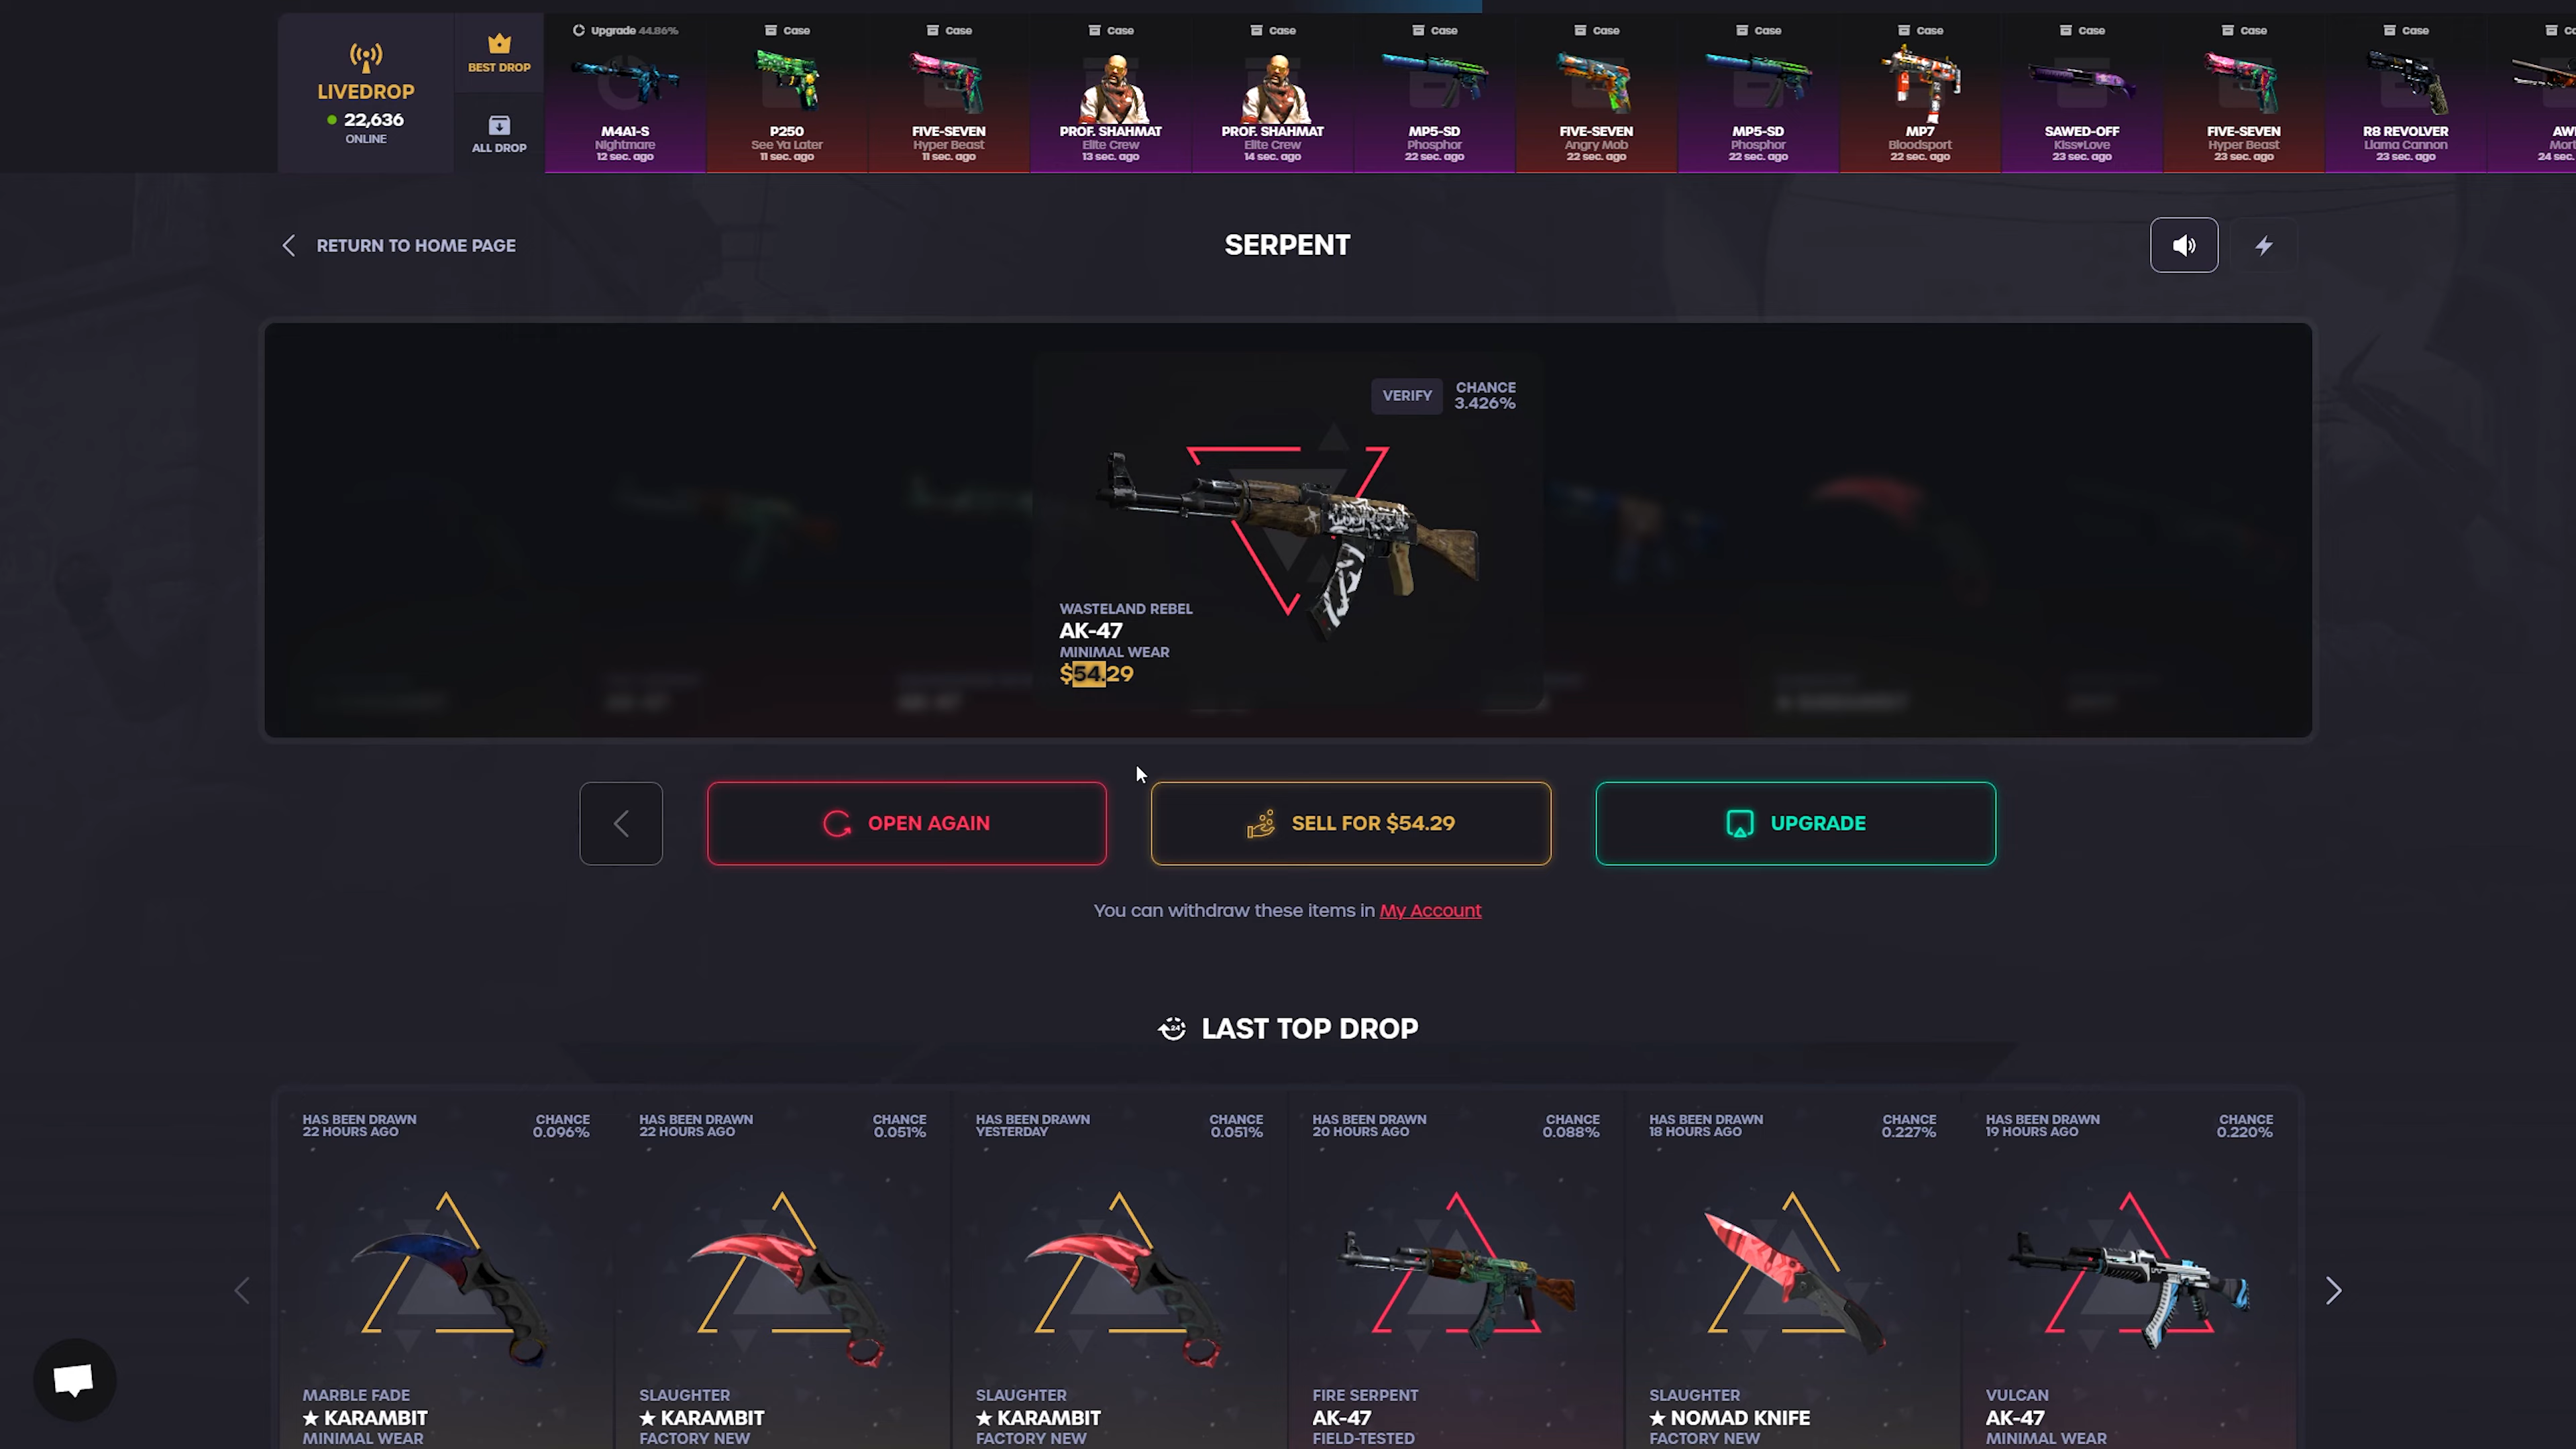 LIVEDROP
22,636
ONLINE
BEST DROP
ALL DROP
Upgrade 44.86%
M4A1-S
Nightmare
12 sec. ago
Case
P250
See Ya Later
11 sec. ago
Case
FIVE-SEVEN
Hyper Beast
11 sec. ago
Case
PROF. SHAHMAT
Elite Crew
13 sec. ago
Case
PROF. SHAHMAT
Elite Crew
14 sec. ago
Case
MP5-SD
Phosphor
22 sec. ago
Case
FIVE-SEVEN
Angry Mob
22 sec. ago
Case
MP5-SD
Phosphor
22 sec. ago
Case
MP7
Bloodsport
22 sec. ago
Case
SAWED-OFF
Kiss♥Love
23 sec. ago
Case
FIVE-SEVEN
Hyper Beast
23 sec. ago
Case
R8 REVOLVER
Llama Cannon
23 sec. ago
24 sec.
RETURN TO HOME PAGE
SERPENT
VERIFY
CHANCE
3.426%
WASTELAND REBEL
AK-47
MINIMAL WEAR
$54.29
OPEN AGAIN
SELL FOR $54.29
UPGRADE
You can withdraw these items in My Account
24
LAST TOP DROP
HAS BEEN DRAWN
22 HOURS AGO
CHANCE
0.096%
MARBLE FADE
★ KARAMBIT
MINIMAL WEAR
HAS BEEN DRAWN
22 HOURS AGO
CHANCE
0.051%
SLAUGHTER
★ KARAMBIT
FACTORY NEW
HAS BEEN DRAWN
YESTERDAY
CHANCE
0.051%
SLAUGHTER
★ KARAMBIT
FACTORY NEW
HAS BEEN DRAWN
20 HOURS AGO
CHANCE
0.088%
FIRE SERPENT
AK-47
FIELD-TESTED
HAS BEEN DRAWN
18 HOURS AGO
CHANCE
0.227%
SLAUGHTER
★ NOMAD KNIFE
FACTORY NEW
HAS BEEN DRAWN
19 HOURS AGO
CHANCE
0.220%
VULCAN
AK-47
MINIMAL WEAR